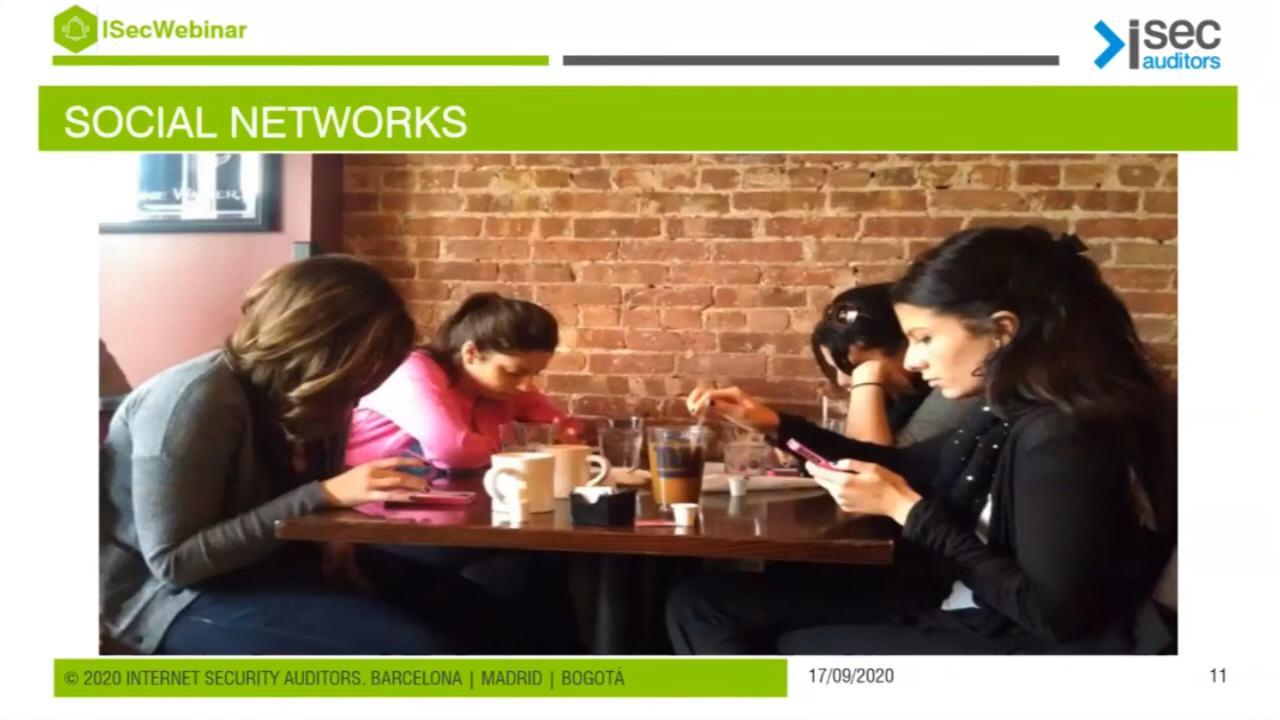 ISecWebinar
isec
auditors
SOCIAL NETWORKS
© 2020 INTERNET SECURITY AUDITORS. BARCELONA | MADRID | BOGOTÁ
17/09/2020
11